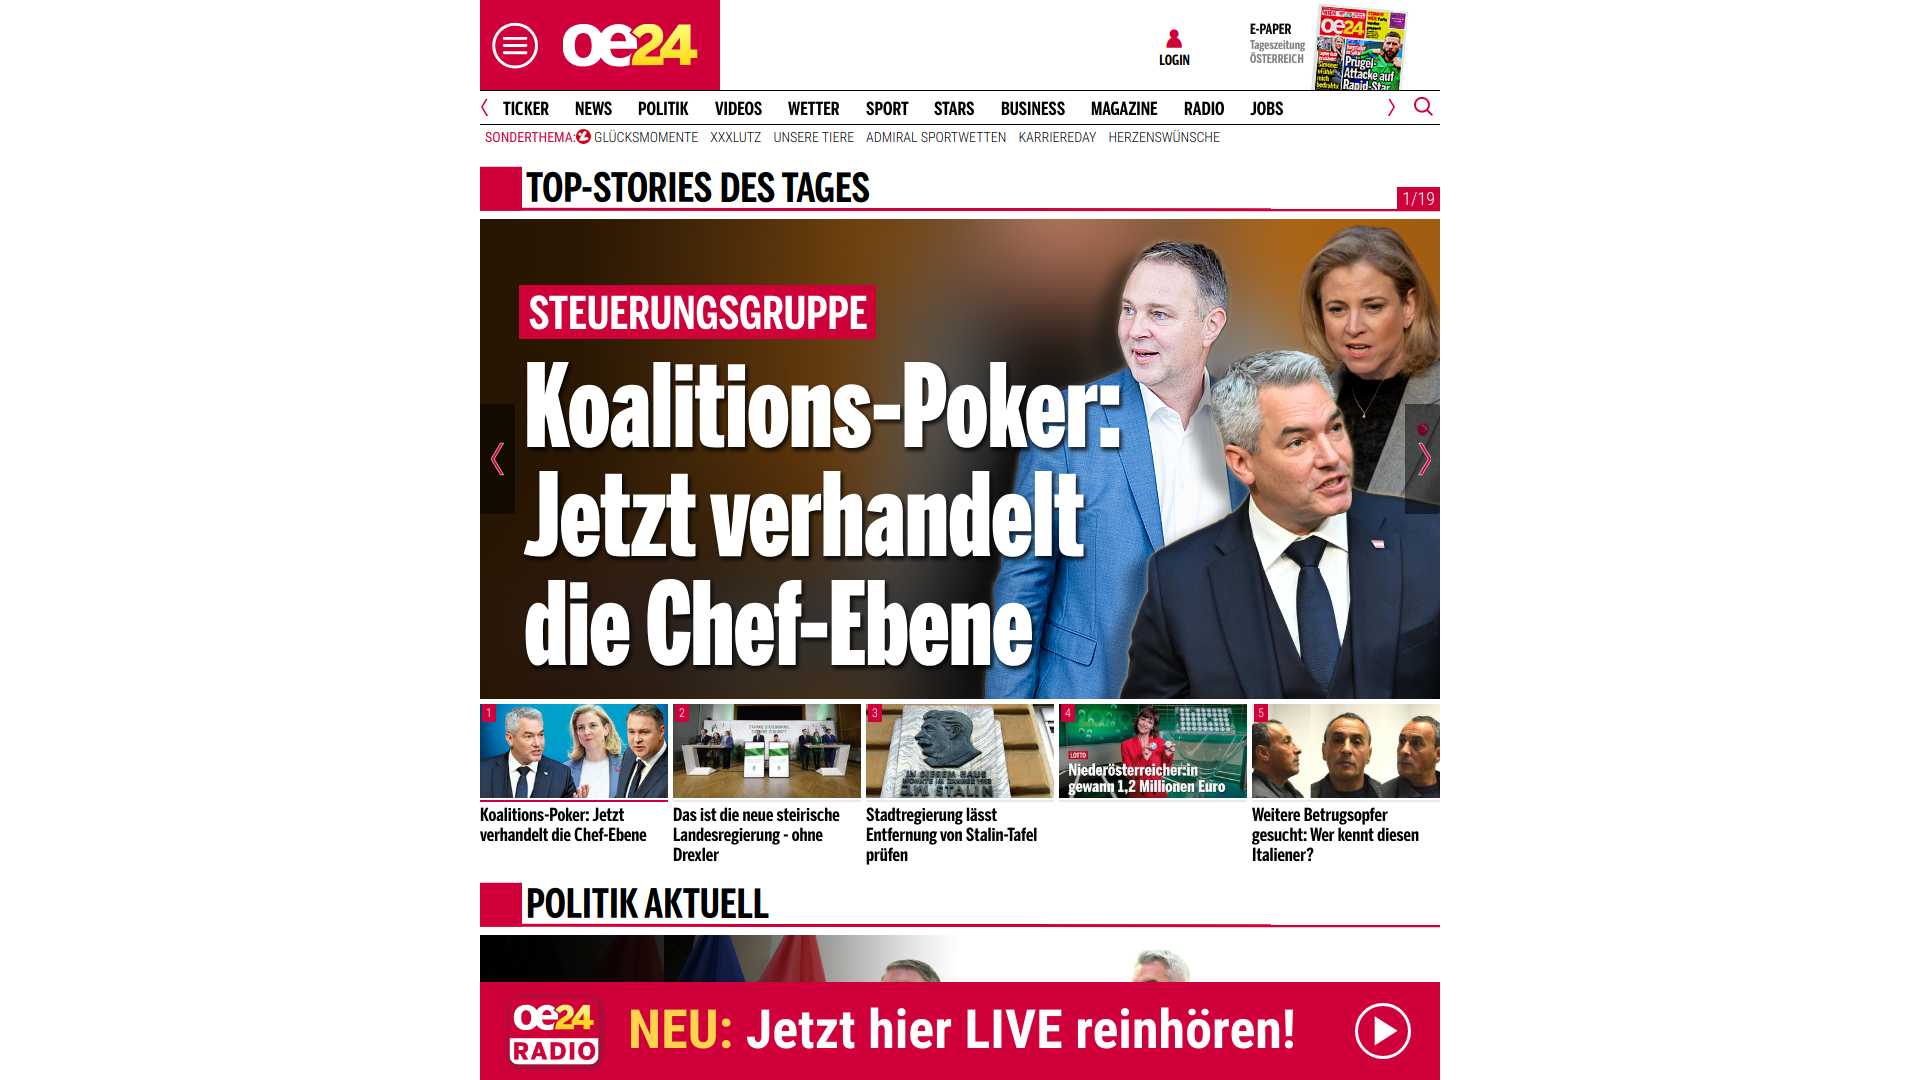 oe24
LOGIN
E-PAPER
Tageszeitung
ÖSTERREICH
oe24
Prügel-
Attacke auf
Rapid-Star
TICKER NEWS POLITIK VIDEOS WETTER SPORT STARS BUSINESS MAGAZINE RADIO JOBS
SONDERTHEMA: GLÜCKSMOMENTE XXXLUTZ UNSERE TIERE ADMIRAL SPORTWETTEN KARRIEREDAY HERZENSWÜNSCHE
TOP-STORIES DES TAGES
1/19
STEUERUNGSGRUPPE
Koalitions-Poker:
Jetzt verhandelt
die Chef-Ebene
1
2
3
4
5
IN DIESEM HAUS
J.W. STALIN
LOTTO
Niederösterreicher:in
gewann 1,2 Millionen Euro
Koalitions-Poker: Jetzt
verhandelt die Chef-Ebene
Das ist die neue steirische
Landesregierung - ohne
Drexler
Stadtregierung lässt
Entfernung von Stalin-Tafel
prüfen
Weitere Betrugsopfer
gesucht: Wer kennt diesen
Italiener?
POLITIK AKTUELL
oe24
RADIO
NEU: Jetzt hier LIVE reinhören!